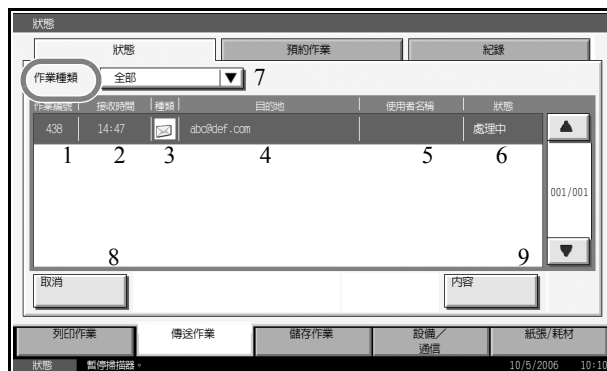 狀態
狀態 預約作業 紀錄
作業種類 全部 ▼ 7
作業編號 接收時間 種類 目的地 使用者名稱 狀態
438 14:47 abc@def.com 處理中
1 2 3 4 5 6
001/001
8 9
取消 內容
列印作業 傳送作業 儲存作業 設備/通信 紙張/耗材
狀態 暫停掃描器。 10/5/2006 10:10